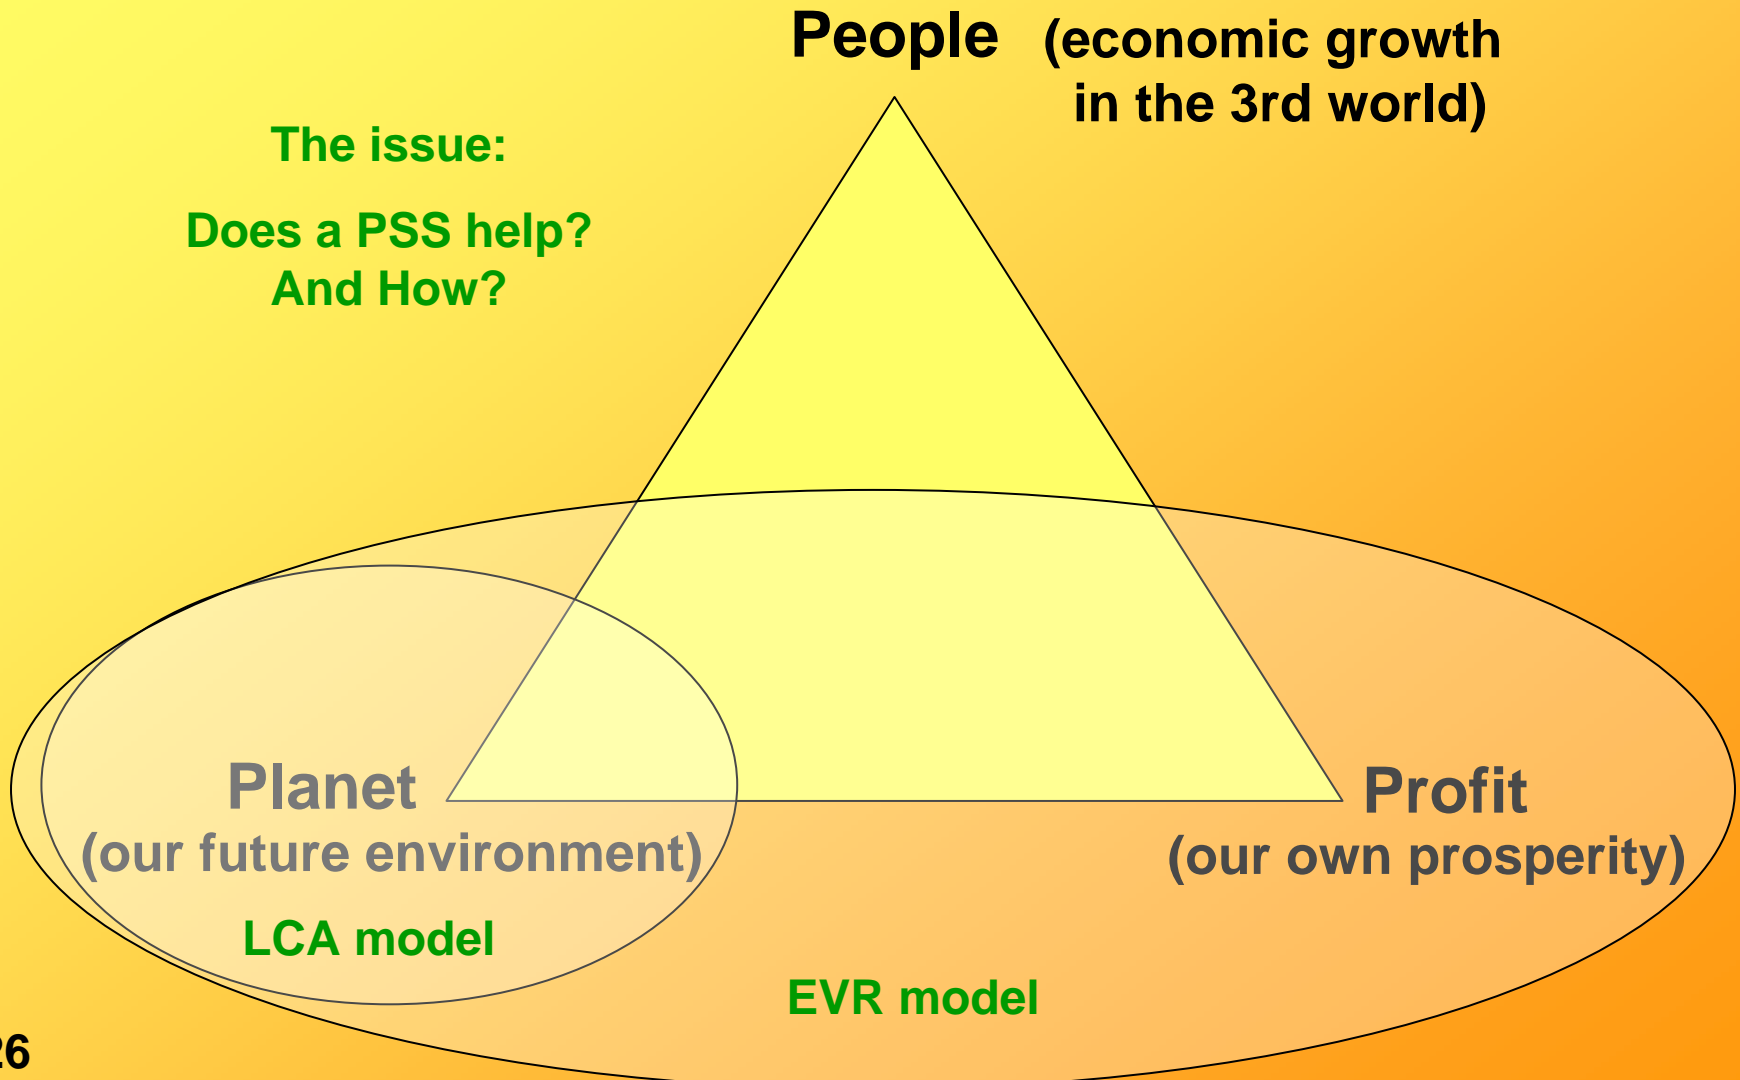 People (economic growth
in the 3rd world)
The issue:
Does a PSS help?
And How?
Planet
(our future environment)
Profit
(our own prosperity)
LCA model
EVR model
26